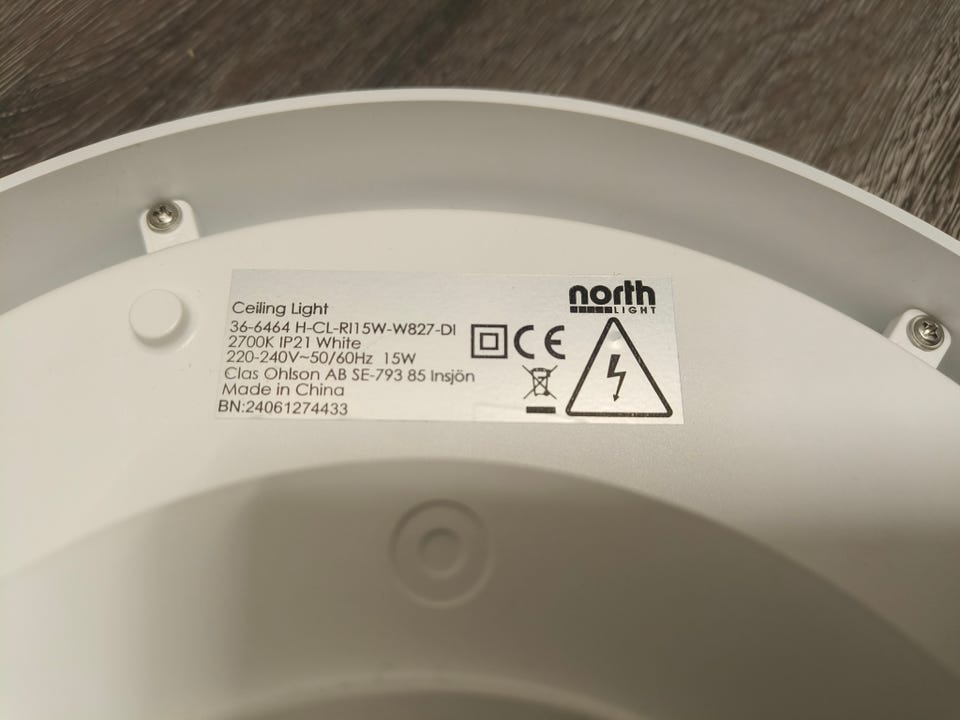 Ceiling Light
36-6464 H-CL-RI15W-W827-DI
2700K IP21 White
220-240V~50/60Hz 15W
Clas Ohlson AB SE-793 85 Insjön
Made in China
BN:24061274433
north
LIGHT
CE